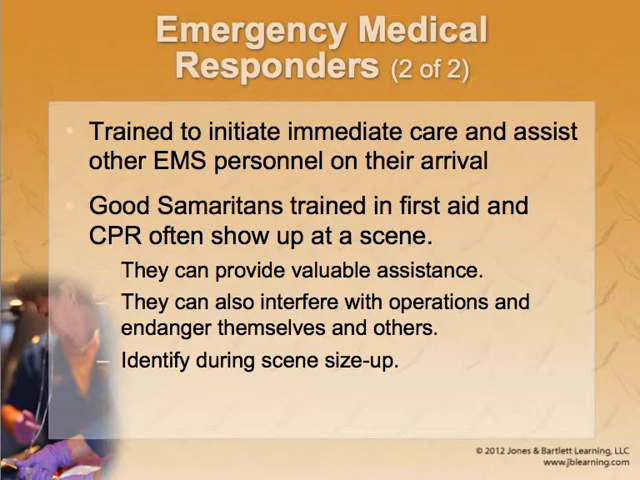 Emergency Medical
Responders (2 of 2)
• Trained to initiate immediate care and assist
other EMS personnel on their arrival
• Good Samaritans trained in first aid and
CPR often show up at a scene.
– They can provide valuable assistance.
– They can also interfere with operations and
endanger themselves and others.
– Identify during scene size-up.
© 2012 Jones & Bartlett Learning, LLC
www.jblearning.com